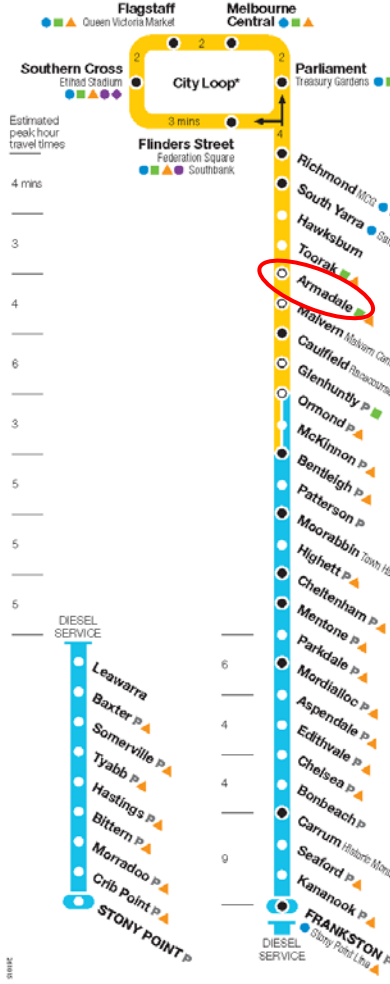 Flagstaff
Queen Victoria Market
Melbourne
Central
Southern Cross
Etihad Stadium
City Loop*
Parliament
Treasury Gardens
2
2
2
3 mins
4
Flinders Street
Federation Square
Southbank
Estimated
peak hour
travel times
4 mins
3
4
6
3
5
5
5
Richmond MCG
South Yarra
Hawksburn
Toorak
Armadale
Malvern Malvern
Caulfield
Glenhuntly P
Ormond P
McKinnon P
Bentleigh P
Patterson P
Moorabbin Town
Highett P
Cheltenham P
Mentone P
Parkdale P
Mordialloc P
Aspendale P
Edithvale P
Chelsea P
Bonbeach P
Carrum Historic
Seaford P
Kananook P
FRANKSTON P
Stony Point Line
6
4
4
9
DIESEL
SERVICE
DIESEL
SERVICE
Leawarra
Baxter P
Somerville P
Tyabb P
Hastings P
Bittern P
Morradoo P
Crib Point P
STONY POINT P